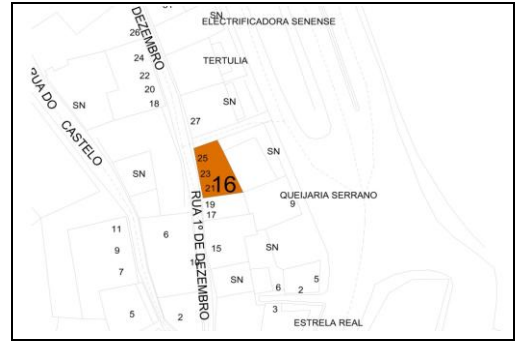 SN
ELECTRIFICADORA SENENSE
DEZEMBRO
26
24
TERTULIA
22
20
18
SN
SN
RUA DO CASTELO
27
25
SN
23
SN
21
16
19
QUEIJARIA SERRANO
9
17
RUA 1º DE DEZEMBRO
11
6
9
15
SN
7
SN
5
6
2
3
5
2
ESTRELA REAL